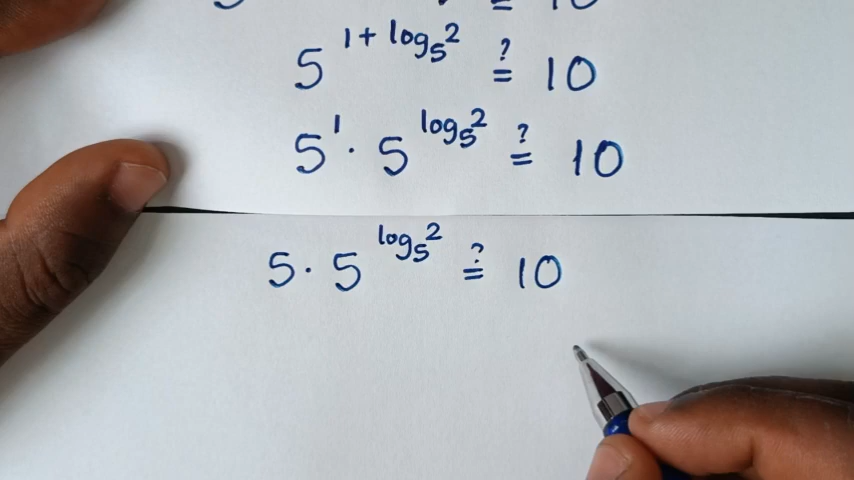 5^{1 + log_5 2} ≟ 10
5^1 · 5^{log_5 2} ≟ 10
5 · 5^{log_5 2} ≟ 10